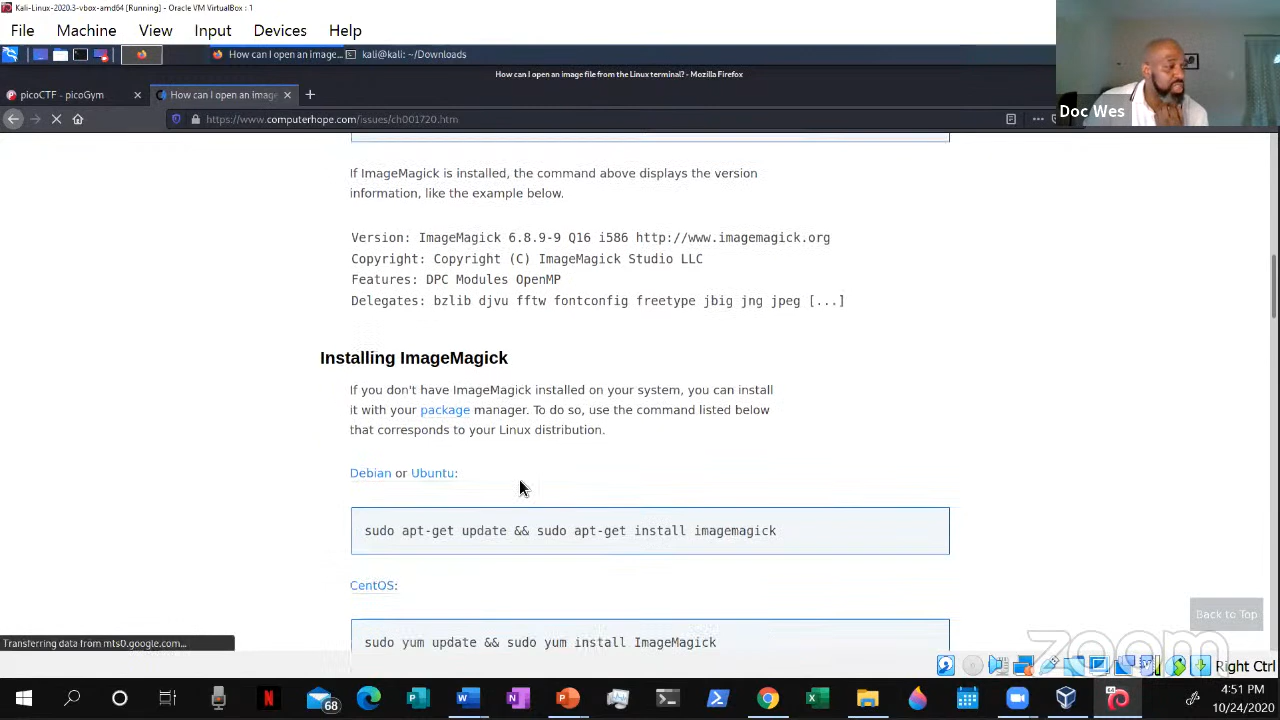 Kali-Linux-2020.3-vbox-amd64 [Running] - Oracle VM VirtualBox : 1
File Machine View Input Devices Help
How can I open an image... kali@kali: ~/Downloads
How can I open an image file from the Linux terminal? - Mozilla Firefox
picoCTF - picoGym How can I open an image
https://www.computerhope.com/issues/ch001720.htm
Doc Wes
If ImageMagick is installed, the command above displays the version
information, like the example below.
Version: ImageMagick 6.8.9-9 Q16 i586 http://www.imagemagick.org
Copyright: Copyright (C) ImageMagick Studio LLC
Features: DPC Modules OpenMP
Delegates: bzlib djvu fftw fontconfig freetype jbig jng jpeg [...]
Installing ImageMagick
If you don't have ImageMagick installed on your system, you can install
it with your package manager. To do so, use the command listed below
that corresponds to your Linux distribution.
Debian or Ubuntu:
sudo apt-get update && sudo apt-get install imagemagick
CentOS:
sudo yum update && sudo yum install ImageMagick
Back to Top
Transferring data from mts0.google.com...
zoom
Right Ctrl
68
4:51 PM
10/24/2020